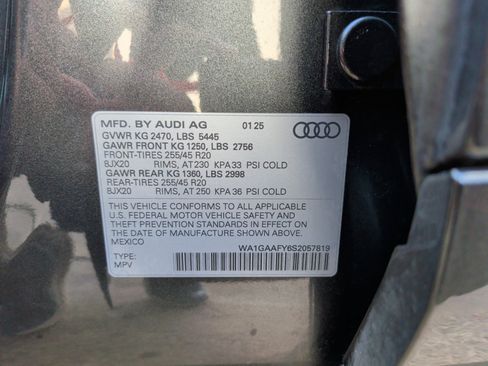 MFD. BY AUDI AG 01 25
GVWR KG 2470, LBS 5445
GAWR FRONT KG 1250, LBS 2756
FRONT-TIRES 255/45 R20
8JX20 RIMS, AT 230 KPA 33 PSI COLD
GAWR REAR KG 1360, LBS 2998
REAR-TIRES 255/45 R20
8JX20 RIMS, AT 250 KPA 36 PSI COLD
THIS VEHICLE CONFORMS TO ALL APPLICABLE
U.S. FEDERAL MOTOR VEHICLE SAFETY AND
THEFT PREVENTION STANDARDS IN EFFECT ON
THE DATE OF MANUFACTURE SHOWN ABOVE.
MEXICO WA1GAAFY6S2057819
TYPE:
MPV